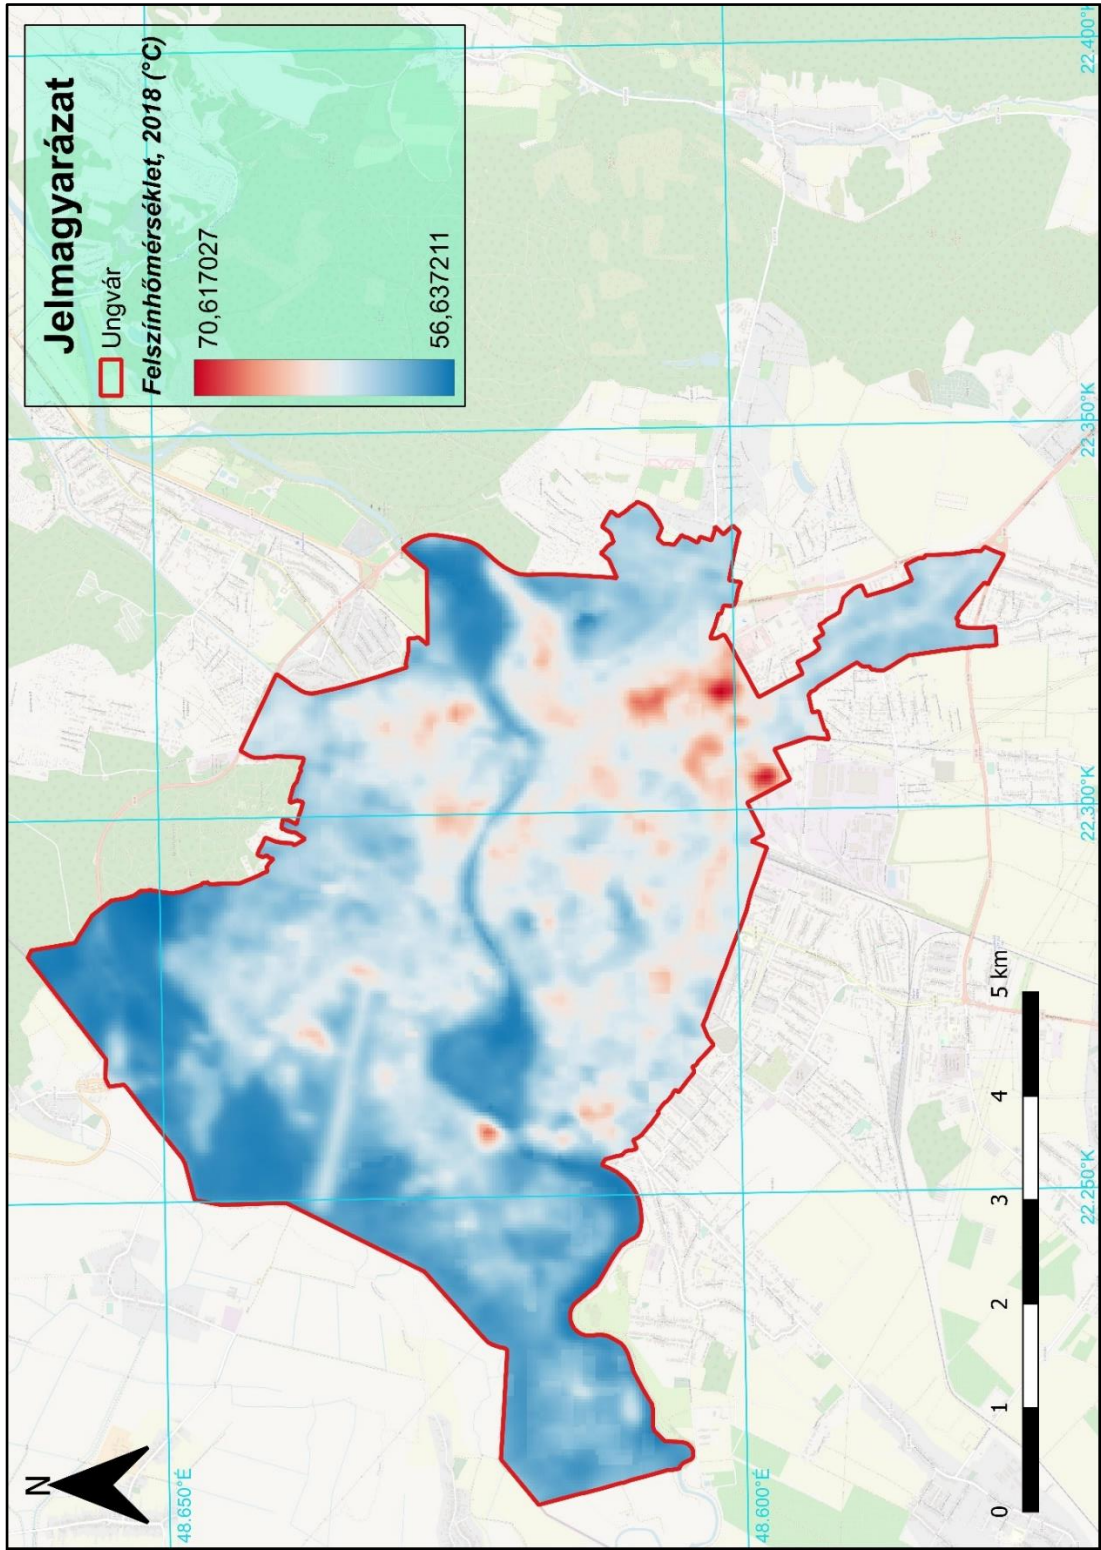 Jelmagyarázat
Ungvár
Felszínhőmérséklet, 2018 (°C)
70,617027
56,637211
N
48.650°É
48.600°É
22.250°K
22.300°K
22.350°K
22.400°K
0 1 2 3 4 5 km